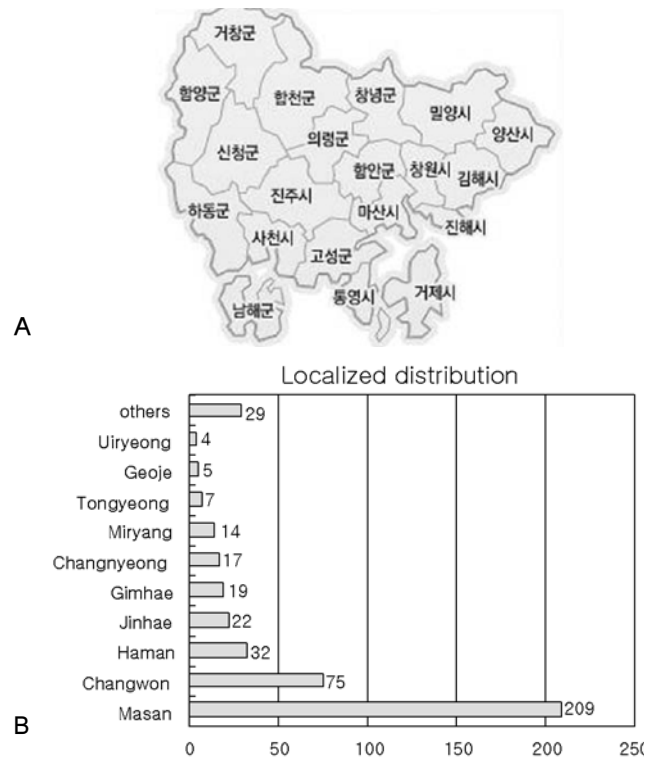 거창군
함양군
합천군
창녕군
밀양시
양산시
의령군
신청군
함안군
창원시
김해시
진주시
하동군
마산시
진해시
사천시
고성군
통영시
거제시
남해군
A
Localized distribution
others 29
Uiryeong 4
Geoje 5
Tongyeong 7
Miryang 14
Changnyeong 17
Gimhae 19
Jinhae 22
Haman 32
Changwon 75
Masan 209
B
0 50 100 150 200 250